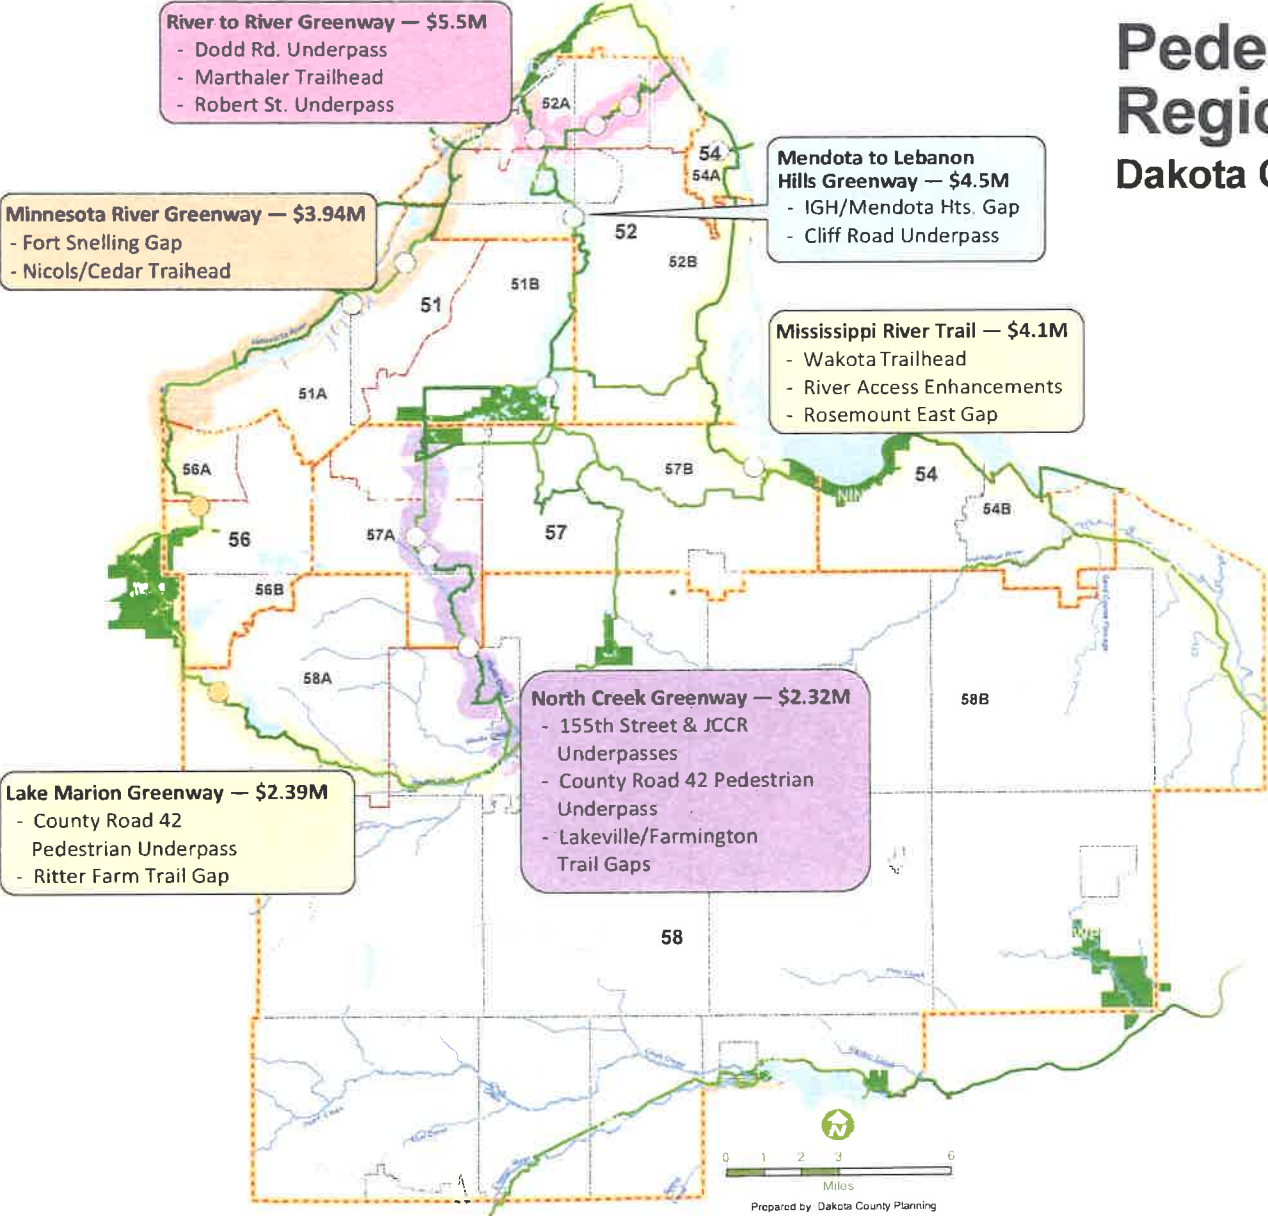 River to River Greenway — $5.5M
- Dodd Rd. Underpass
- Marthaler Trailhead
- Robert St. Underpass
Pede
Regio
Dakota C
Mendota to Lebanon
Hills Greenway — $4.5M
- IGH/Mendota Hts. Gap
- Cliff Road Underpass
Minnesota River Greenway — $3.94M
- Fort Snelling Gap
- Nicols/Cedar Traihead
Mississippi River Trail — $4.1M
- Wakota Trailhead
- River Access Enhancements
- Rosemount East Gap
52A
54
54A
52
52B
51B
51
51A
56A
57B
54
NIN
54B
57A
57
56
56B
58A
58B
North Creek Greenway — $2.32M
- 155th Street & JCCR
Underpasses
- County Road 42 Pedestrian
Underpass
- Lakeville/Farmington
Trail Gaps
Lake Marion Greenway — $2.39M
- County Road 42
Pedestrian Underpass
- Ritter Farm Trail Gap
58
N
0 1 2 3 6
Miles
Prepared by Dakota County Planning